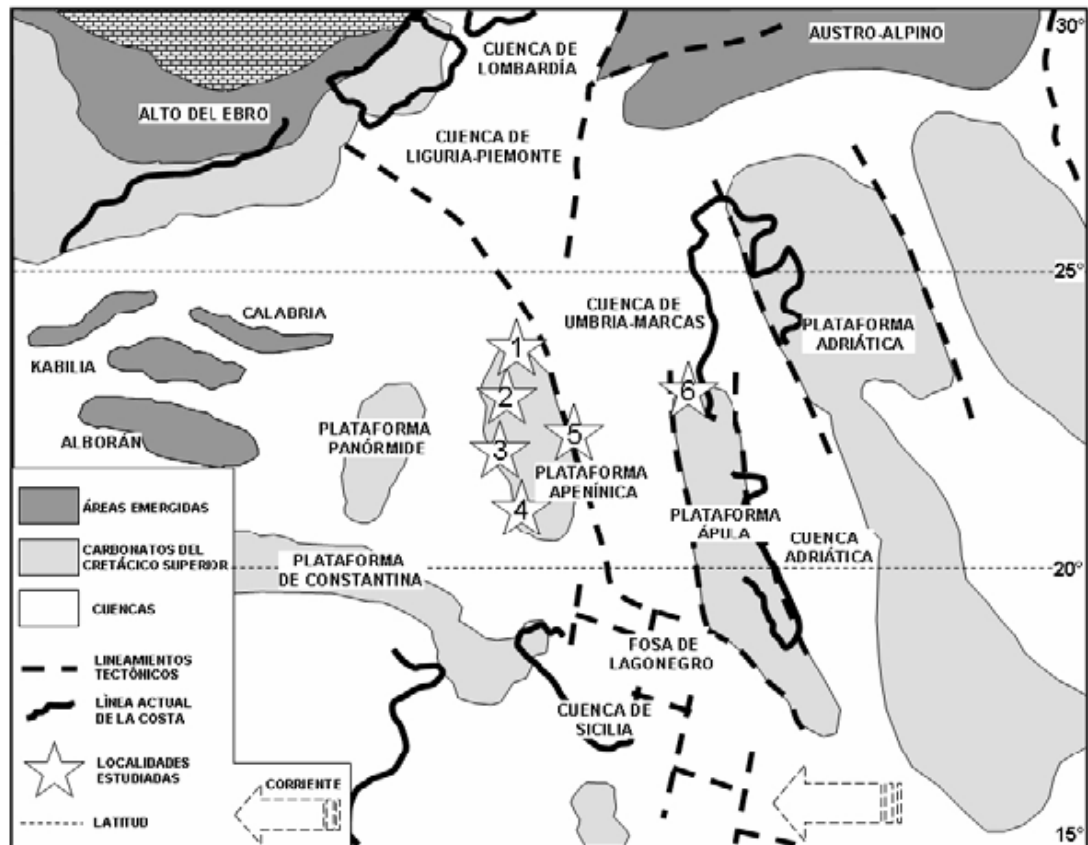 30°
AUSTRO-ALPINO
CUENCA DE
LOMBARDÍA
ALTO DEL EBRO
CUENCA DE
LIGURIA-PIEMONTE
25°
CALABRIA
CUENCA DE
UMBRIA-MARCAS
PLATAFORMA
ADRIÁTICA
KABILIA
1
2
3
4
5
6
PLATAFORMA
PANÓRMIDE
ALBORÁN
PLATAFORMA
APENÍNICA
PLATAFORMA
ÁPULA
CUENCA
ADRIÁTICA
PLATAFORMA
DE CONSTANTINA
20°
FOSA DE
LAGONEGRO
CUENCA DE
SICILIA
15°
ÁREAS EMERGIDAS
CARBONATOS DEL
CRETÁCICO SUPERIOR
CUENCAS
LINEAMIENTOS
TECTÓNICOS
LÌNEA ACTUAL
DE LA COSTA
LOCALIDADES
ESTUDIADAS
LATITUD
CORRIENTE